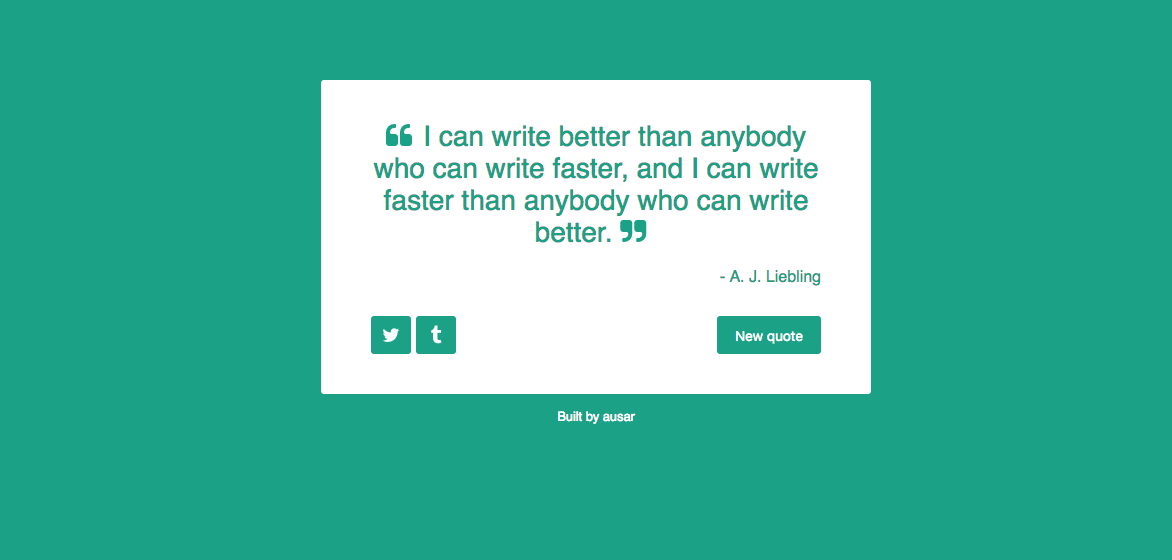 “ I can write better than anybody
who can write faster, and I can write
faster than anybody who can write
better. ”
- A. J. Liebling
New quote
Built by ausar